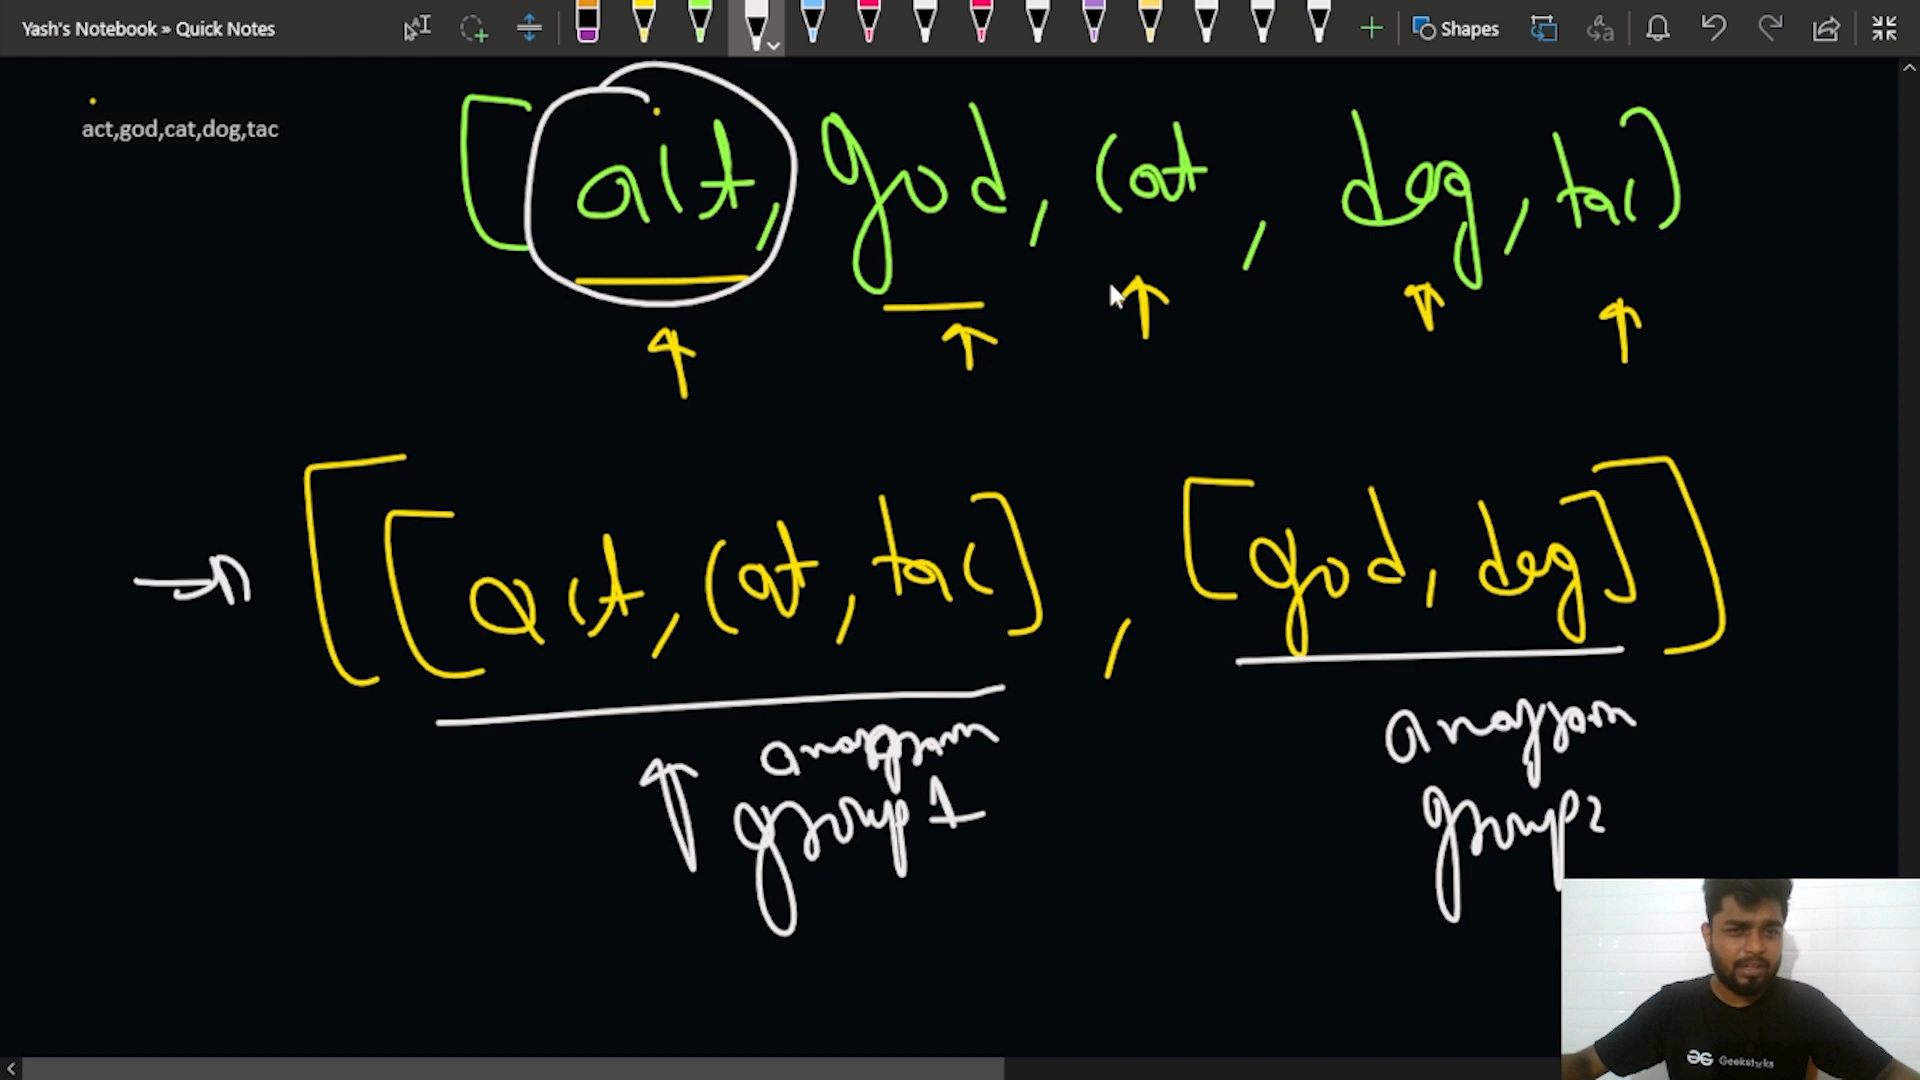 Yash's Notebook » Quick Notes
Shapes
act,god,cat,dog,tac
[act, god, cat, dog, tac]
[[act, cat, tac], [god, dog]]
anagram group 1
anagram group 2